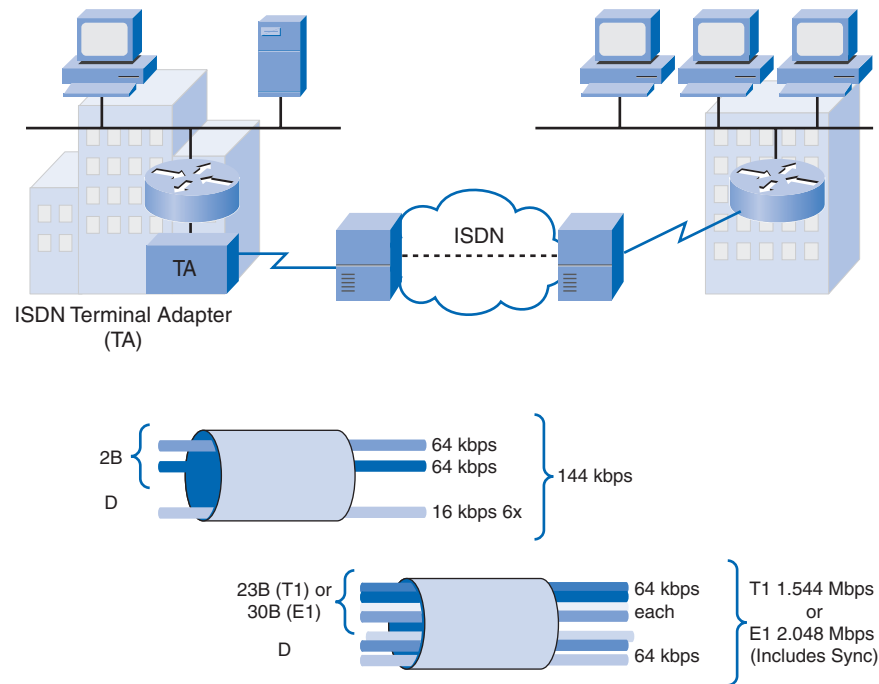 ISDN
TA
ISDN Terminal Adapter
(TA)
2B
D
64 kbps
64 kbps
16 kbps 6x
144 kbps
23B (T1) or
30B (E1)
D
64 kbps
each
64 kbps
T1 1.544 Mbps
or
E1 2.048 Mbps
(Includes Sync)